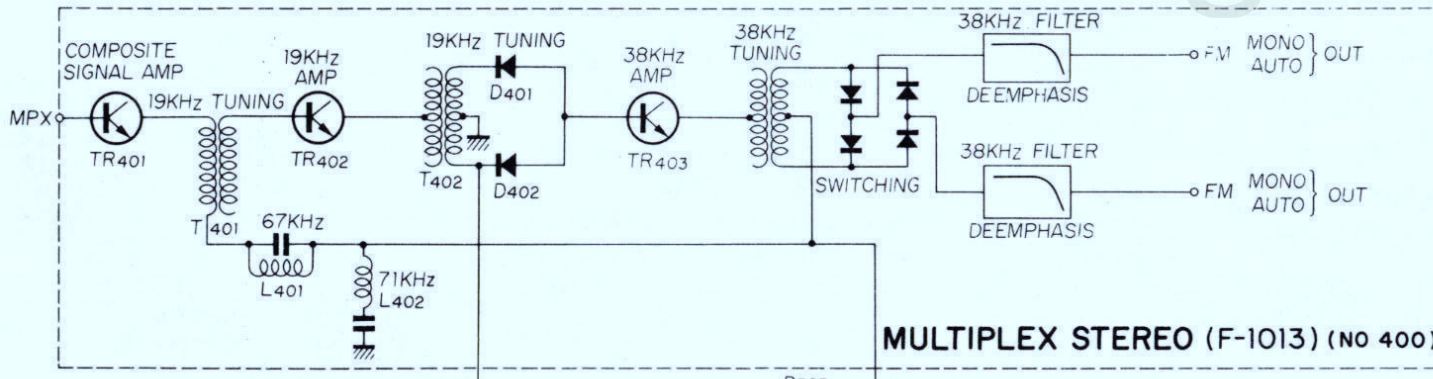 COMPOSITE
SIGNAL AMP
MPX
TR401
19KHz TUNING
T401
19KHz
AMP
TR402
19KHz TUNING
T402
D401
D402
38KHz
AMP
TR403
38KHz
TUNING
SWITCHING
38KHz FILTER
DEEMPHASIS
FM MONO
AUTO } OUT
38KHz FILTER
DEEMPHASIS
FM MONO
AUTO } OUT
67KHz
L401
71KHz
L402
MULTIPLEX STEREO (F-1013) (NO 400)